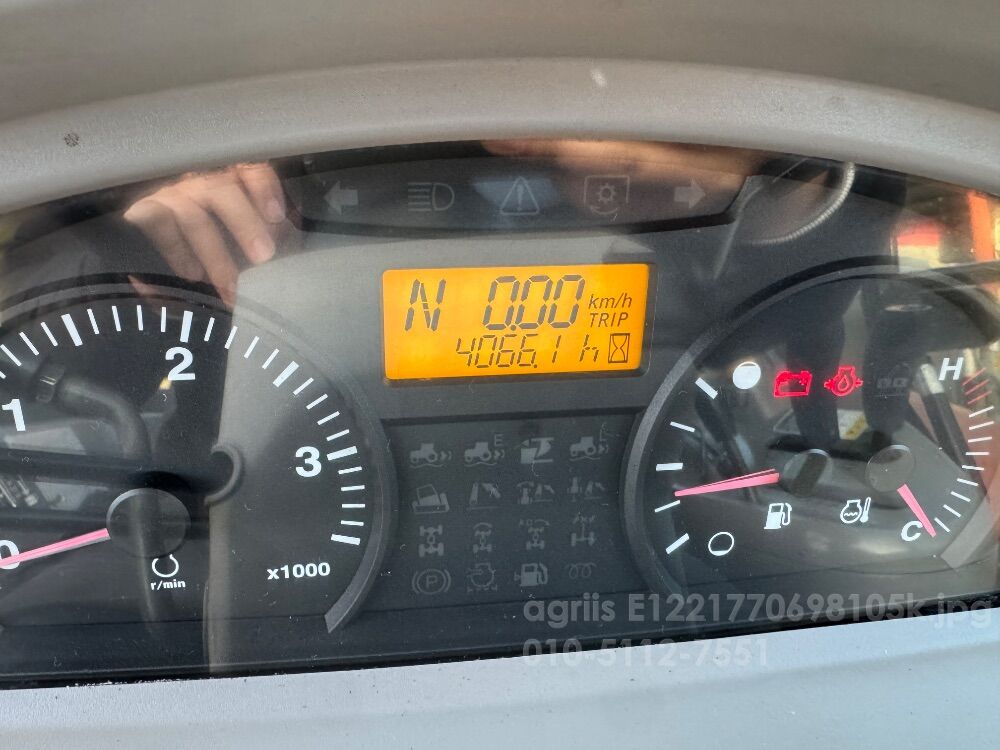 N 0.00 km/h
TRIP
4066.1 h
1
2
3
0
x1000
r/min
H
C
E
P
agriis E1221770698105k.jpg
010-5112-7551